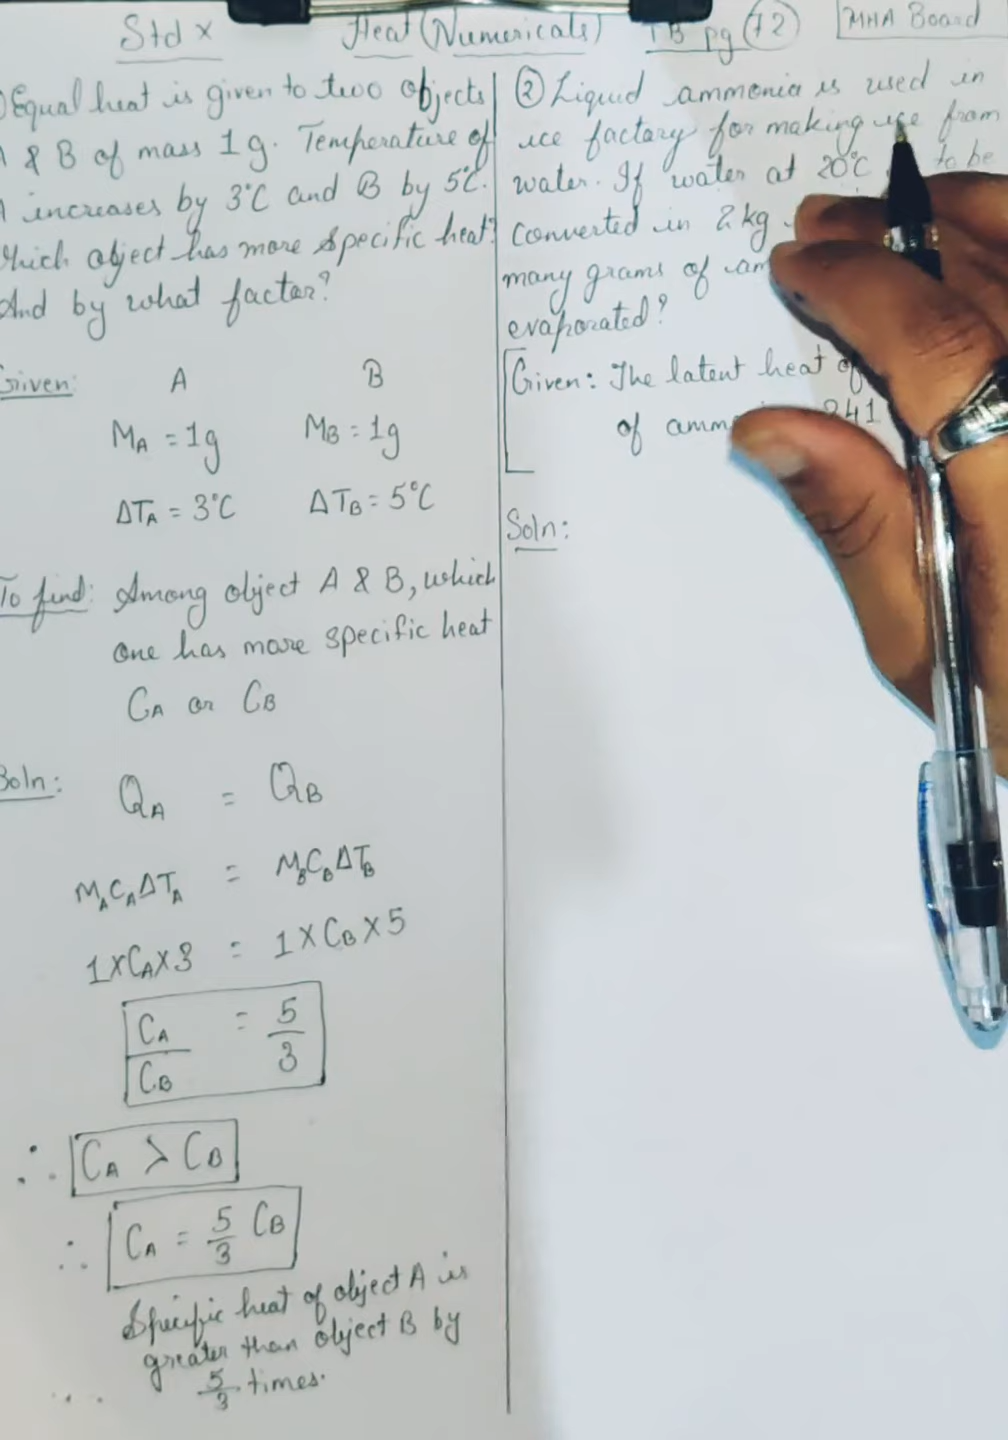 Std X Heat (Numericals) TB pg 72 MHA Board
Equal heat is given to two objects
A & B of mass 1g. Temperature of
A increases by 3°C and B by 5°C.
Which object has more specific heat?
And by what factor?
Given: A B
MA = 1g MB = 1g
ΔTA = 3°C ΔTB = 5°C
To find: Among object A & B, which
one has more specific heat
CA or CB
Soln: QA = QB
MACAΔTA = MBCBΔTB
1 X CA X 3 = 1 X CB X 5
CA/CB = 5/3
∴ CA > CB
∴ CA = 5/3 CB
Specific heat of object A is
greater than object B by
5/3 times.
② Liquid ammonia is used in
ice factory for making ice from
water. If water at 20°C to be
converted in 2 kg
many grams of
evaporated?
Given: The latent heat of
of
Soln: